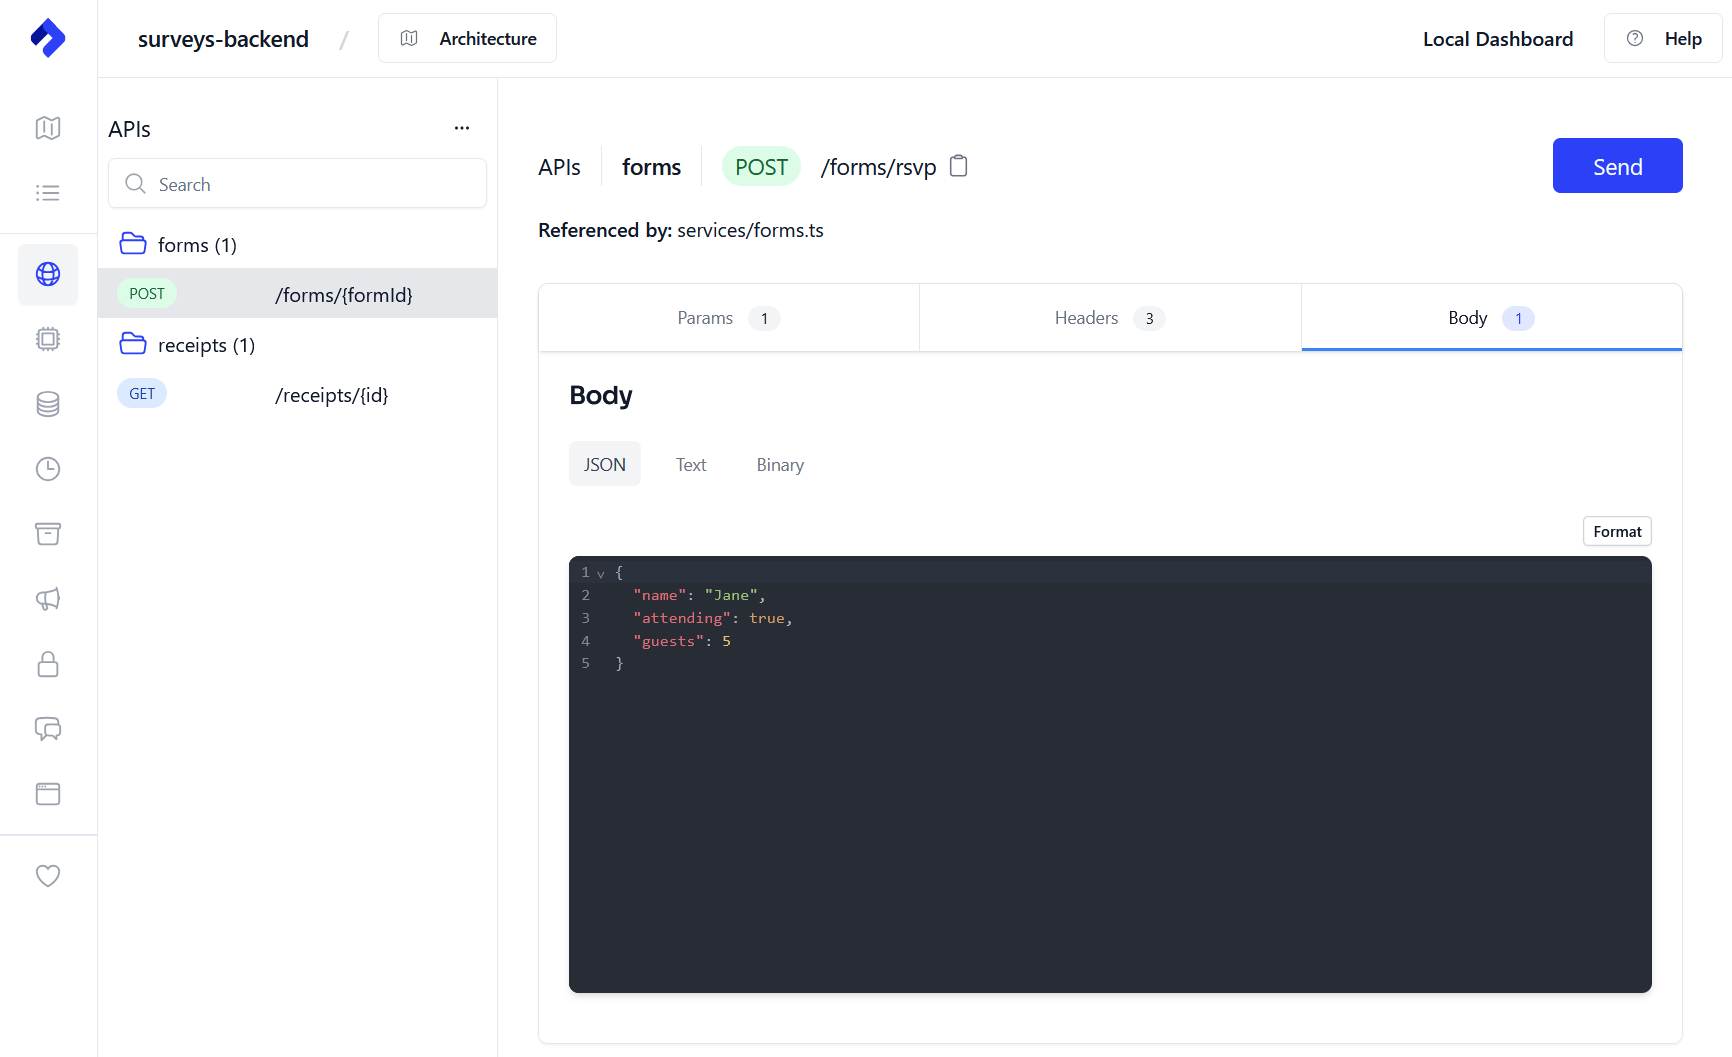 surveys-backend / Architecture Local Dashboard Help
APIs ...
Search
forms (1)
POST /forms/{formId}
receipts (1)
GET /receipts/{id}
APIs forms POST /forms/rsvp Send
Referenced by: services/forms.ts
Params 1 Headers 3 Body 1
Body
JSON Text Binary
Format
1 {
2 "name": "Jane",
3 "attending": true,
4 "guests": 5
5 }